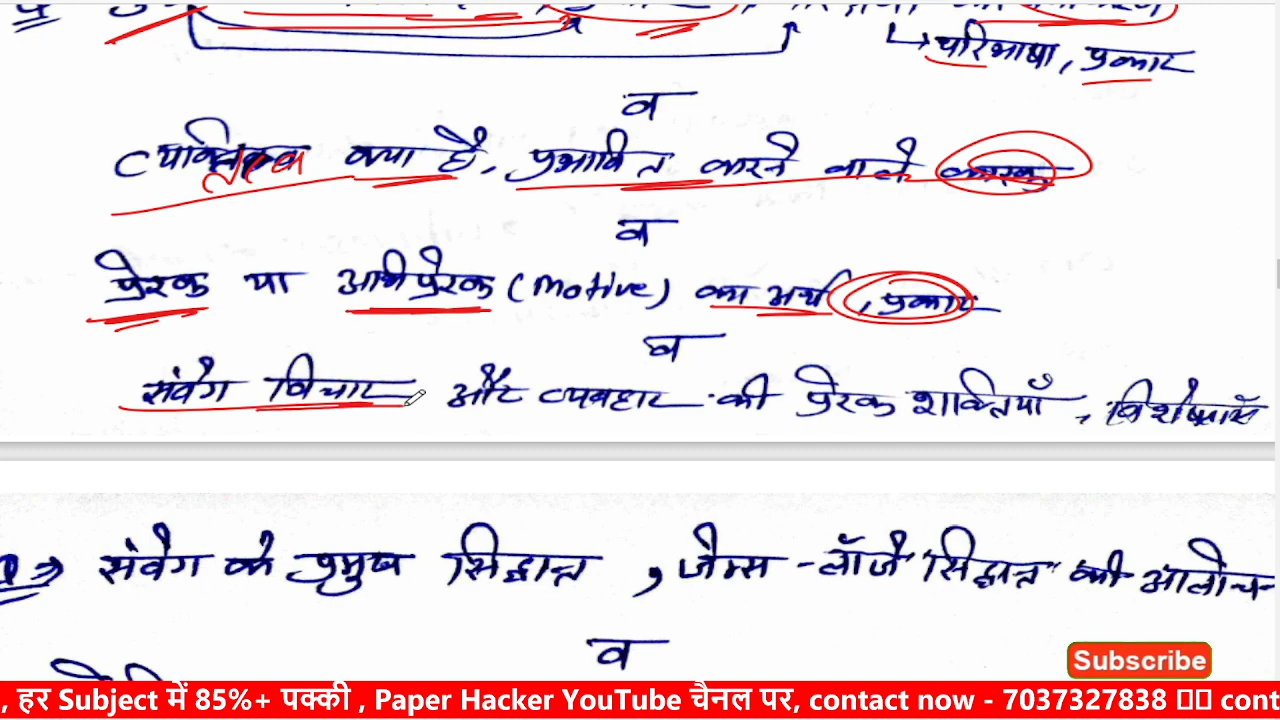 परिभाषा, प्रकार
व
व्यक्तित्व क्या है, प्रभावित करने वाले कारक
व
प्रेरक या अभिप्रेरक (motive) का अर्थ, प्रकार
व
संवेग विचार और व्यवहार की प्रेरक शक्तियाँ, विशेषताएँ
संवेग के प्रमुख सिद्धान्त, जेम्स-लॉजे सिद्धान्त की आलोच
व
Subscribe
, हर Subject में 85%+ पक्की , Paper Hacker YouTube चैनल पर, contact now - 7037327838 cont